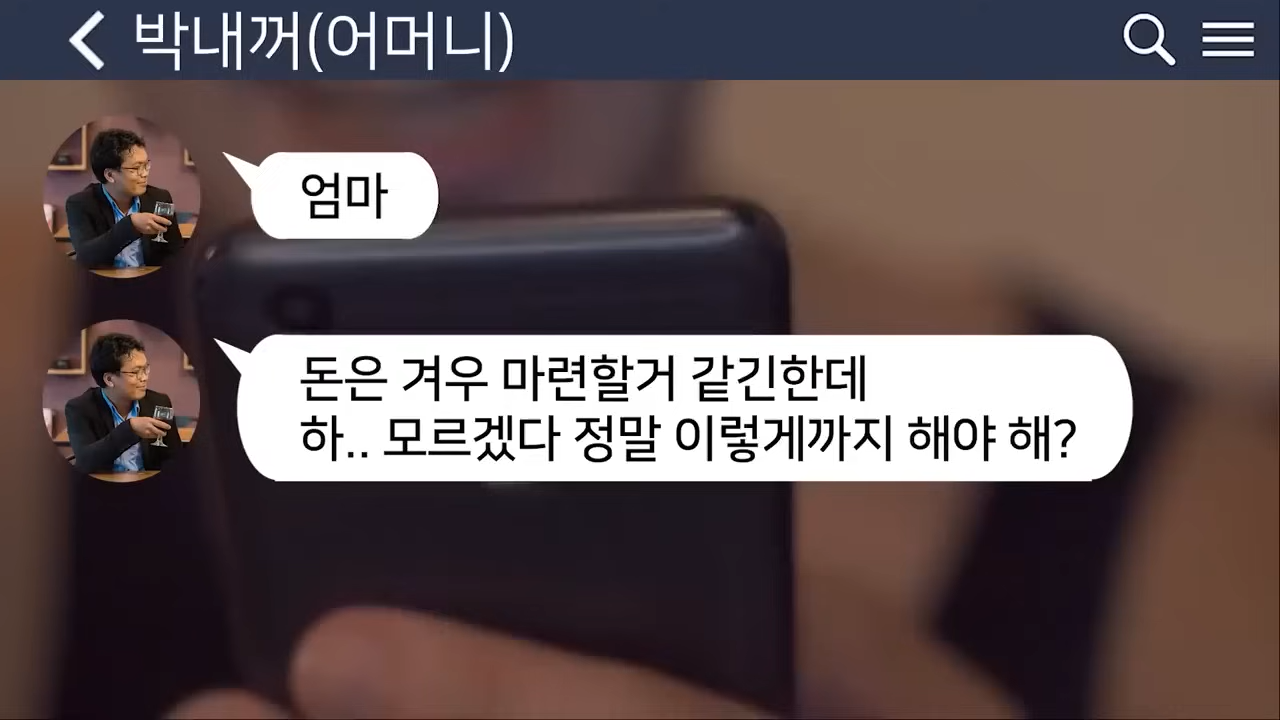 박내꺼(어머니)
엄마
돈은 겨우 마련할거 같긴한데
하.. 모르겠다 정말 이렇게까지 해야 해?